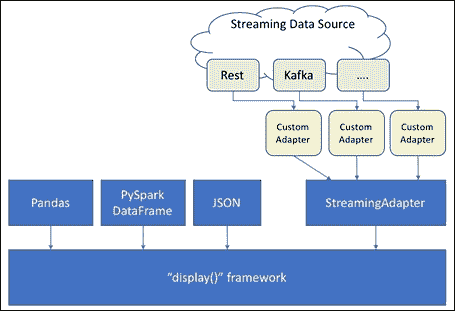 Streaming Data Source
Rest
Kafka
....
Custom
Adapter
Custom
Adapter
Custom
Adapter
Pandas
PySpark
DataFrame
JSON
StreamingAdapter
"display()" framework